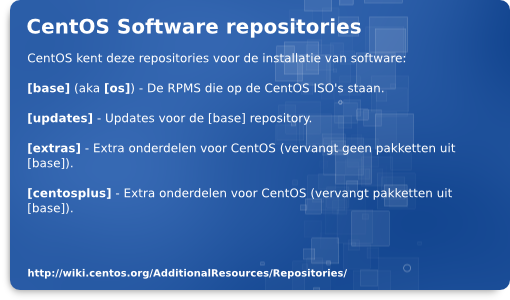 CentOS Software repositories
CentOS kent deze repositories voor de installatie van software:
[base] (aka [os]) - De RPMS die op de CentOS ISO's staan.
[updates] - Updates voor de [base] repository.
[extras] - Extra onderdelen voor CentOS (vervangt geen pakketten uit
[base]).
[centosplus] - Extra onderdelen voor CentOS (vervangt pakketten uit
[base]).
http://wiki.centos.org/AdditionalResources/Repositories/